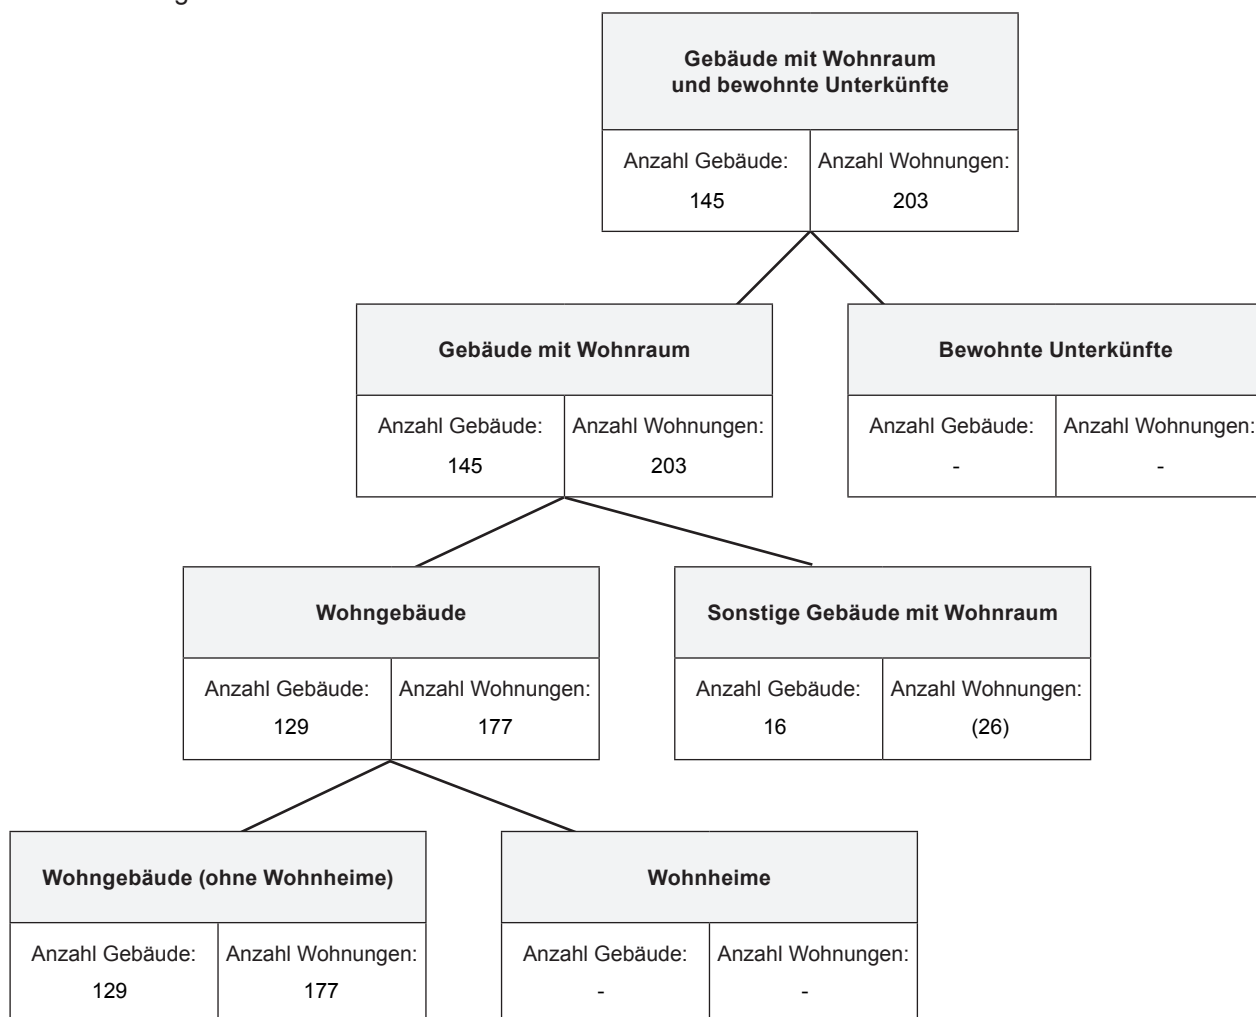 Gebäude mit Wohnraum
und bewohnte Unterkünfte
Anzahl Gebäude: Anzahl Wohnungen:
145 203
Gebäude mit Wohnraum
Anzahl Gebäude: Anzahl Wohnungen:
145 203
Bewohnte Unterkünfte
Anzahl Gebäude: Anzahl Wohnungen:
- -
Wohngebäude
Anzahl Gebäude: Anzahl Wohnungen:
129 177
Sonstige Gebäude mit Wohnraum
Anzahl Gebäude: Anzahl Wohnungen:
16 (26)
Wohngebäude (ohne Wohnheime)
Anzahl Gebäude: Anzahl Wohnungen:
129 177
Wohnheime
Anzahl Gebäude: Anzahl Wohnungen:
- -